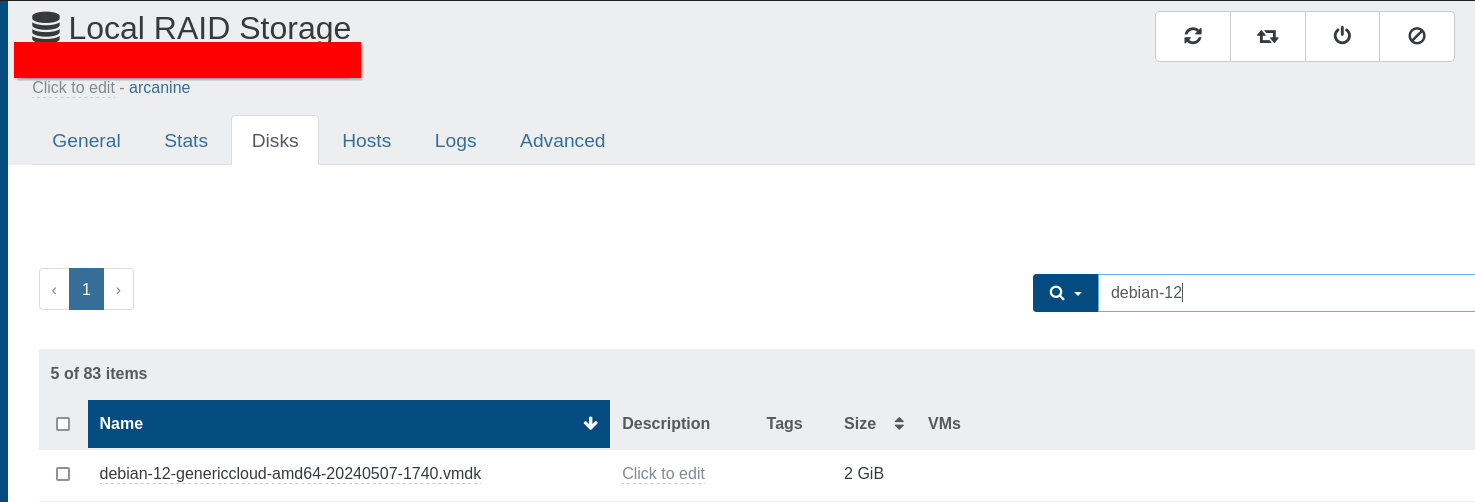 Local RAID Storage
Click to edit - arcanine
General Stats Disks Hosts Logs Advanced
‹ 1 ›
debian-12
5 of 83 items
Name Description Tags Size VMs
debian-12-genericcloud-amd64-20240507-1740.vmdk Click to edit 2 GiB